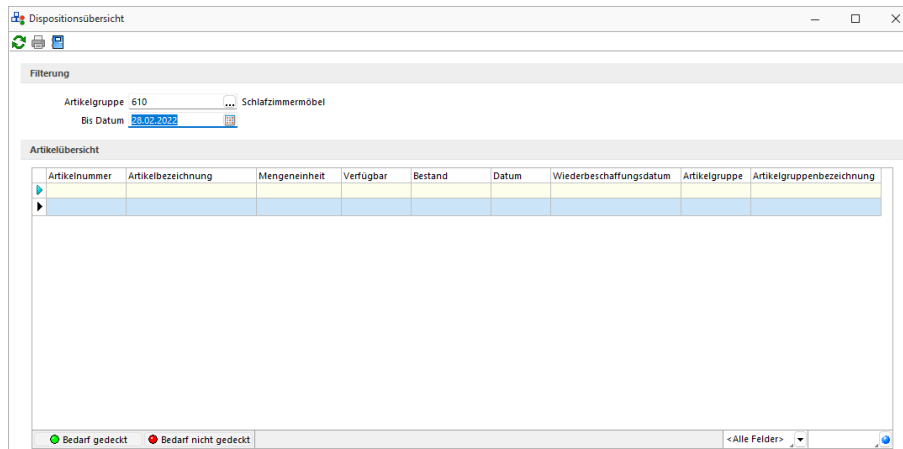 Dispositionsübersicht
Filterung
Artikelgruppe 610 ... Schlafzimmermöbel
Bis Datum 28.02.2022
Artikelübersicht
Artikelnummer Artikelbezeichnung Mengeneinheit Verfügbar Bestand Datum Wiederbeschaffungsdatum Artikelgruppe Artikelgruppenbezeichnung
Bedarf gedeckt Bedarf nicht gedeckt <Alle Felder>